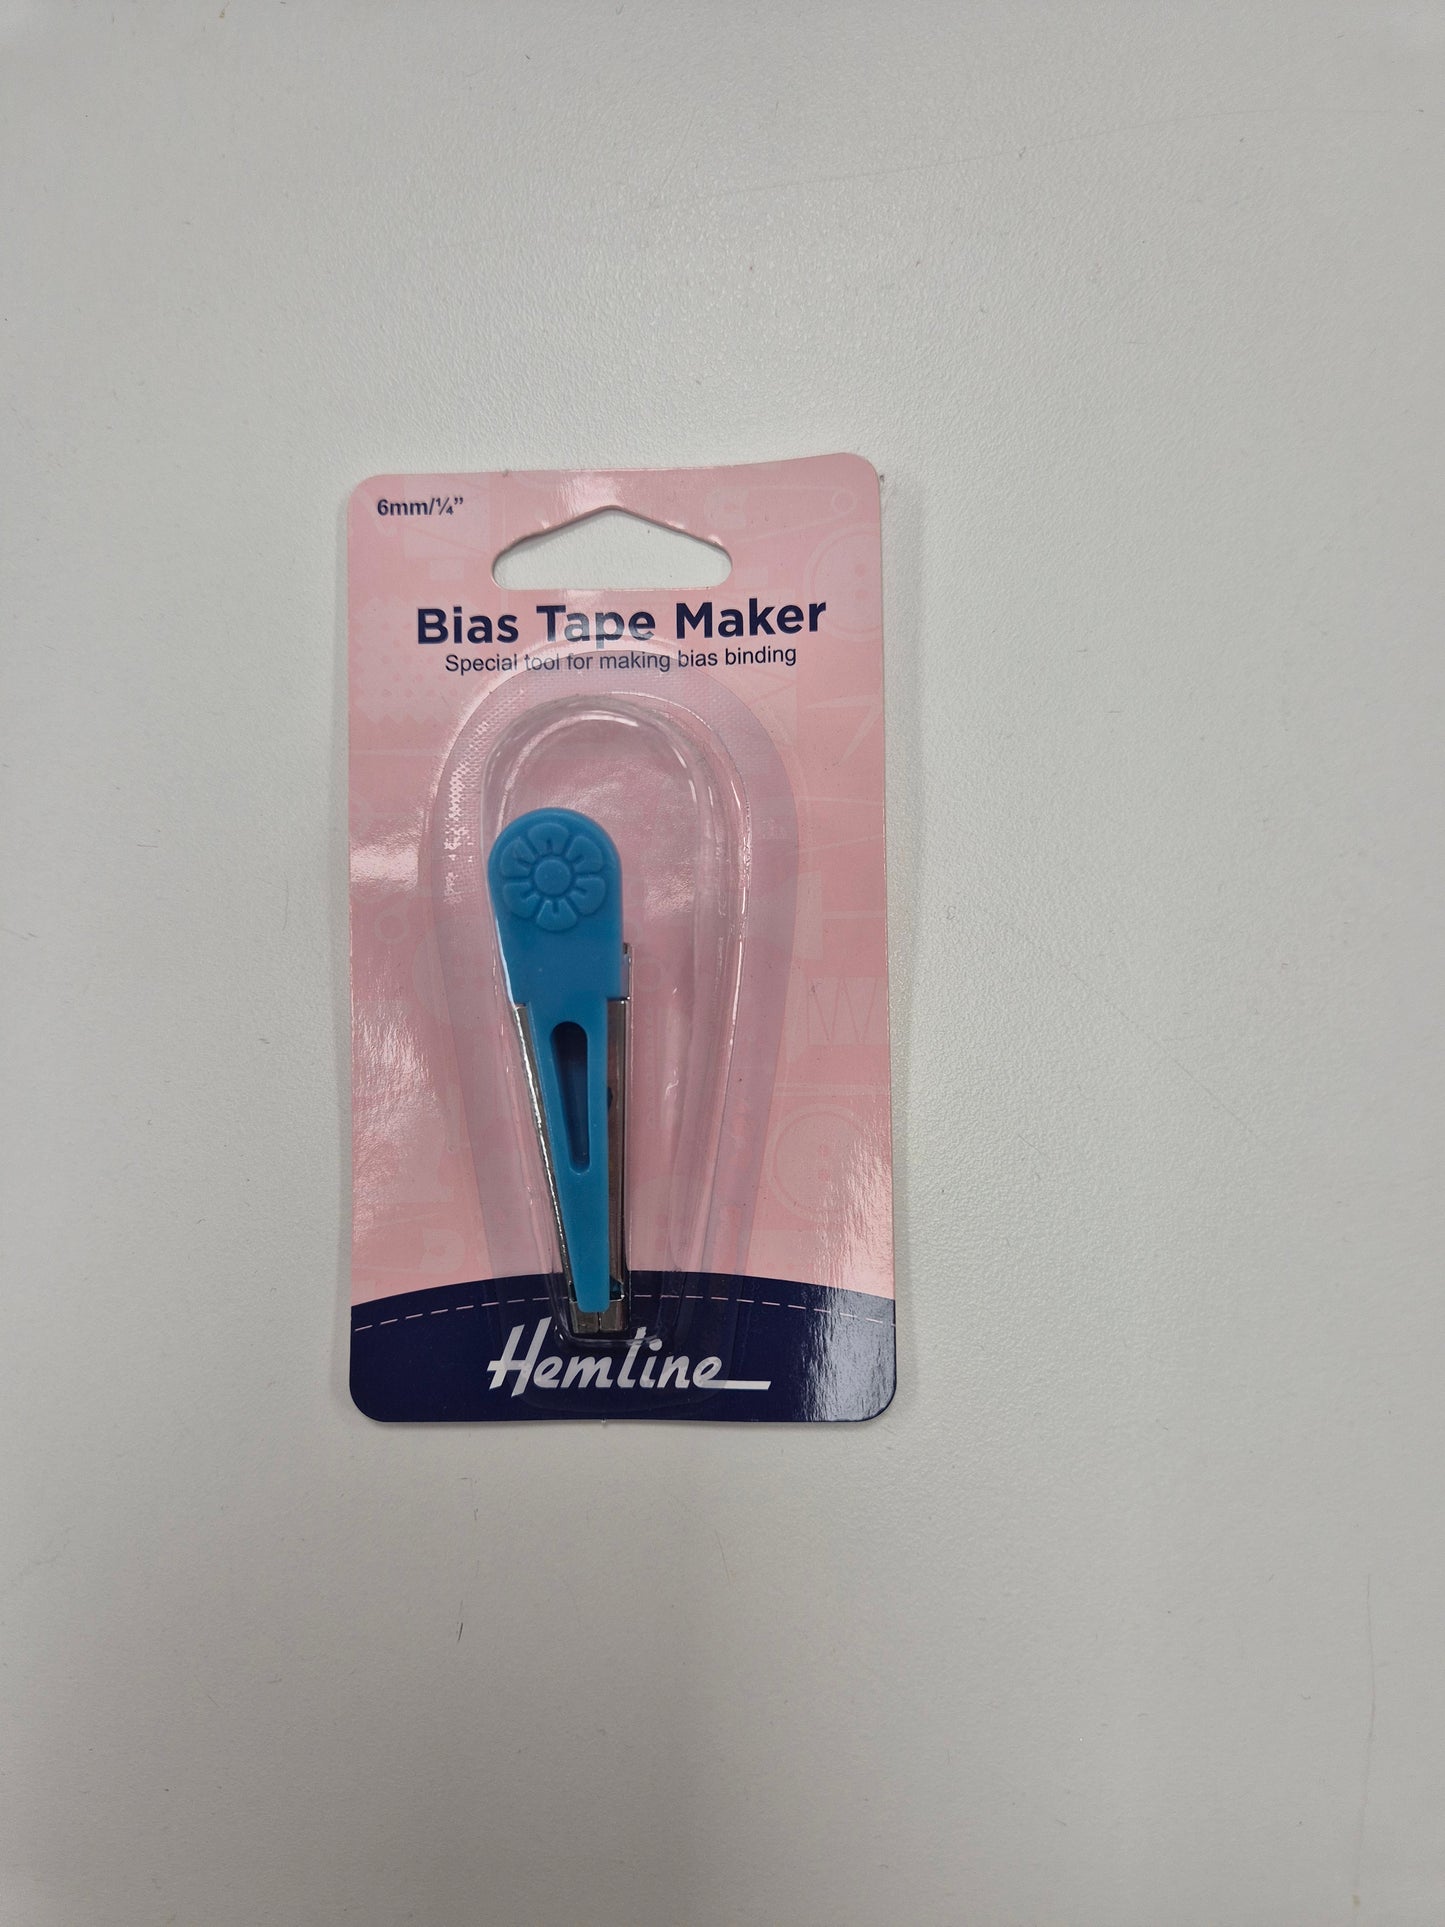 6mm/¼”
Bias Tape Maker
Special tool for making bias binding
Hemline